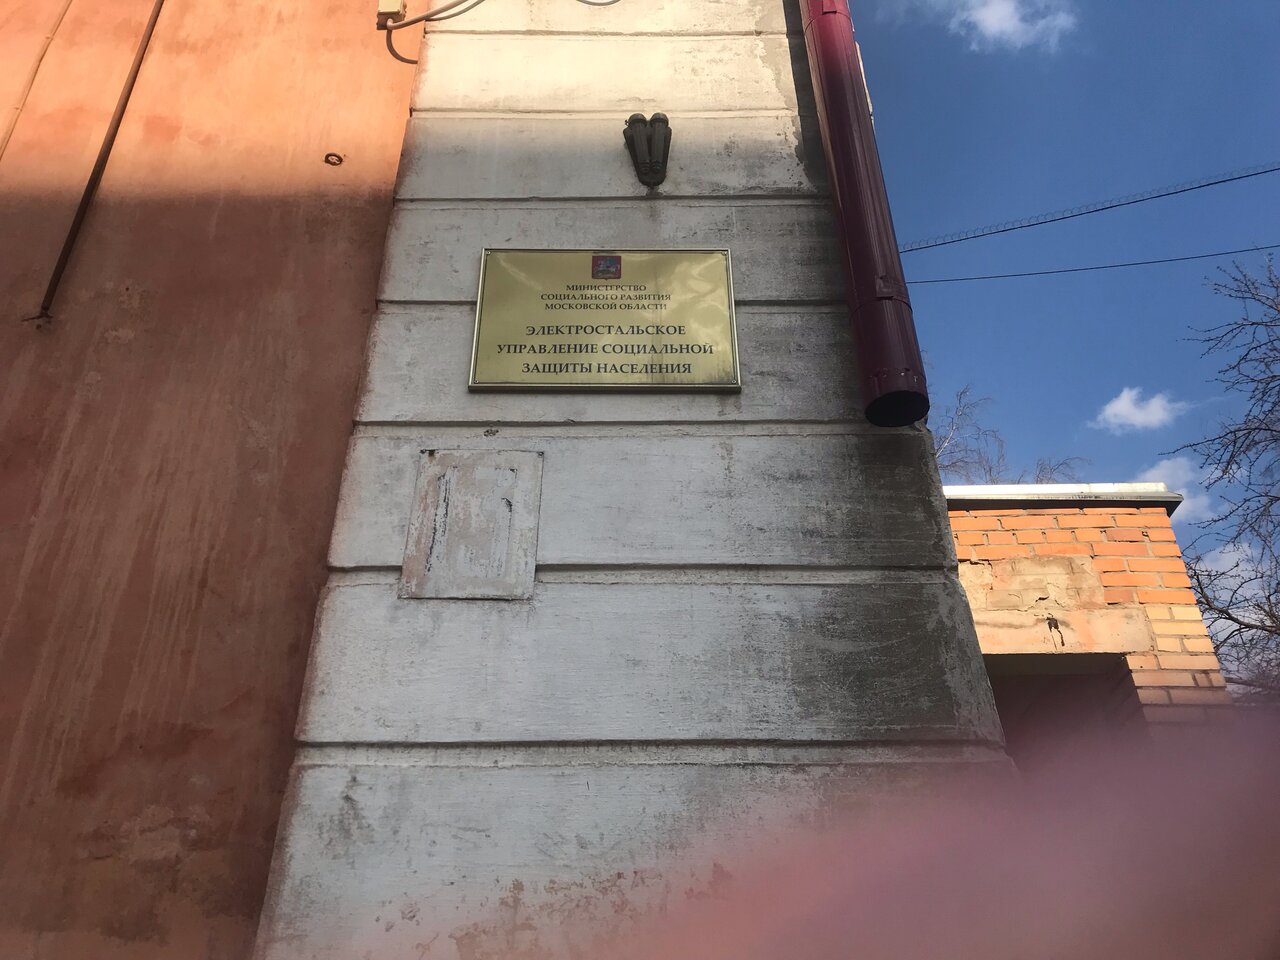 МИНИСТЕРСТВО
СОЦИАЛЬНОГО РАЗВИТИЯ
МОСКОВСКОЙ ОБЛАСТИ
ЭЛЕКТРОСТАЛЬСКОЕ
УПРАВЛЕНИЕ СОЦИАЛЬНОЙ
ЗАЩИТЫ НАСЕЛЕНИЯ